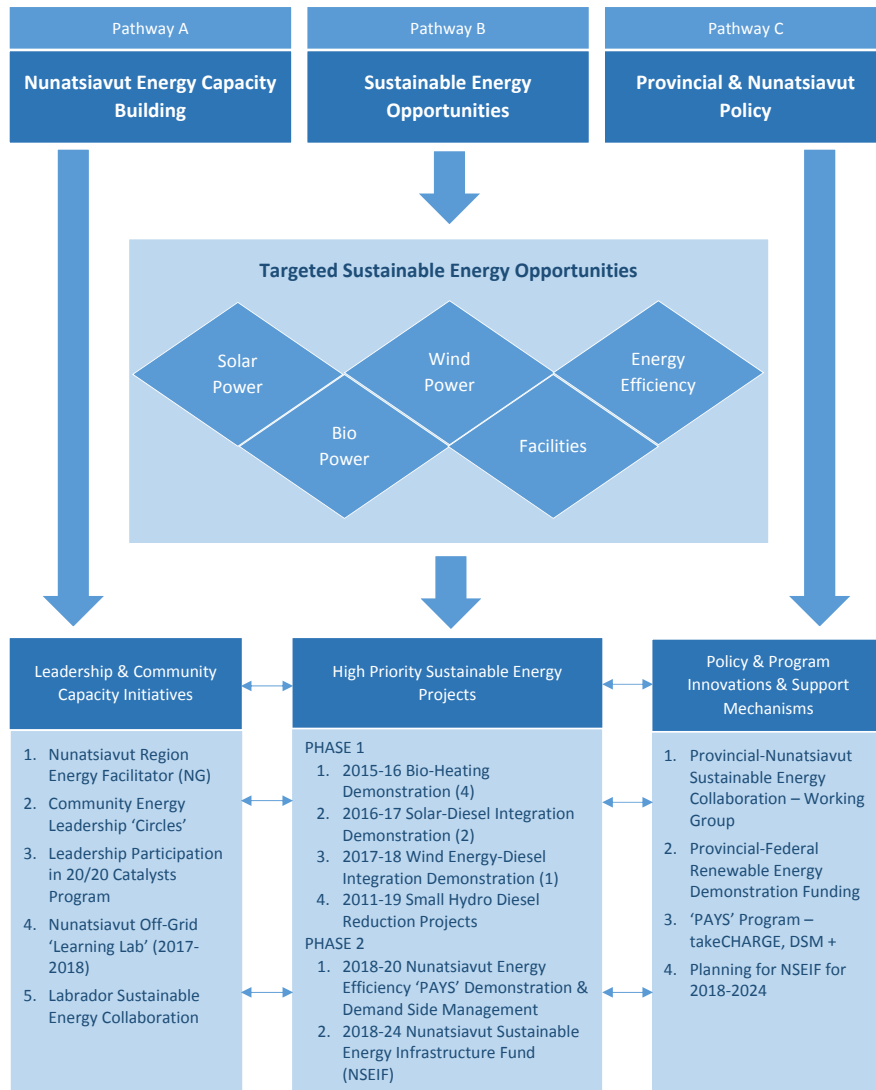 Pathway A
Nunatsiavut Energy Capacity
Building
Pathway B
Sustainable Energy
Opportunities
Pathway C
Provincial & Nunatsiavut
Policy
Targeted Sustainable Energy Opportunities
Solar
Power
Wind
Power
Energy
Efficiency
Bio
Power
Facilities
Leadership & Community
Capacity Initiatives
1. Nunatsiavut Region
Energy Facilitator (NG)
2. Community Energy
Leadership ‘Circles’
3. Leadership Participation
in 20/20 Catalysts
Program
4. Nunatsiavut Off-Grid
‘Learning Lab’ (2017-
2018)
5. Labrador Sustainable
Energy Collaboration
High Priority Sustainable Energy
Projects
PHASE 1
1. 2015-16 Bio-Heating
Demonstration (4)
2. 2016-17 Solar-Diesel Integration
Demonstration (2)
3. 2017-18 Wind Energy-Diesel
Integration Demonstration (1)
4. 2011-19 Small Hydro Diesel
Reduction Projects
PHASE 2
1. 2018-20 Nunatsiavut Energy
Efficiency ‘PAYS’ Demonstration &
Demand Side Management
2. 2018-24 Nunatsiavut Sustainable
Energy Infrastructure Fund
(NSEIF)
Policy & Program
Innovations & Support
Mechanisms
1. Provincial-Nunatsiavut
Sustainable Energy
Collaboration – Working
Group
2. Provincial-Federal
Renewable Energy
Demonstration Funding
3. ‘PAYS’ Program –
takeCHARGE, DSM +
4. Planning for NSEIF for
2018-2024